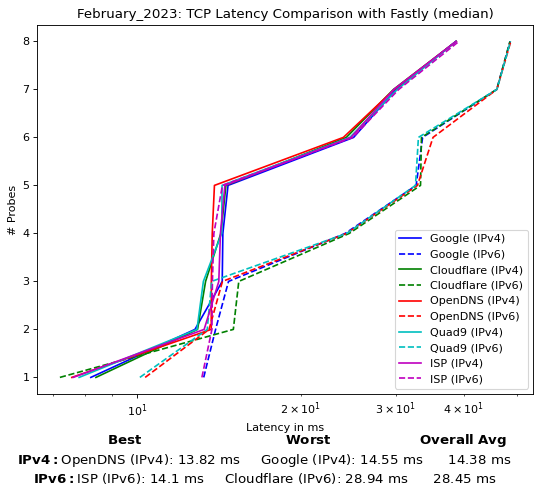 February_2023: TCP Latency Comparison with Fastly (median)
# Probes
8
7
6
5
4
3
2
1
Google (IPv4)
Google (IPv6)
Cloudflare (IPv4)
Cloudflare (IPv6)
OpenDNS (IPv4)
OpenDNS (IPv6)
Quad9 (IPv4)
Quad9 (IPv6)
ISP (IPv4)
ISP (IPv6)
10¹ 2 × 10¹ 3 × 10¹ 4 × 10¹
Latency in ms
Best Worst Overall Avg
IPv4: OpenDNS (IPv4): 13.82 ms Google (IPv4): 14.55 ms 14.38 ms
IPv6: ISP (IPv6): 14.1 ms Cloudflare (IPv6): 28.94 ms 28.45 ms